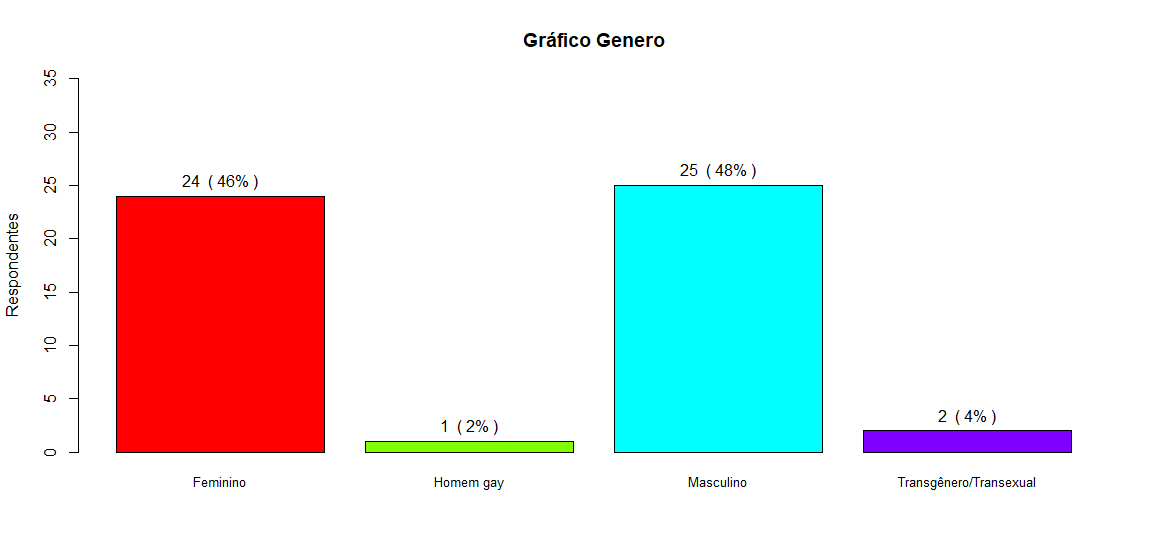 Gráfico Genero
Respondentes
35
30
25
20
15
10
5
0
24 ( 46% )
1 ( 2% )
25 ( 48% )
2 ( 4% )
Feminino
Homem gay
Masculino
Transgênero/Transexual